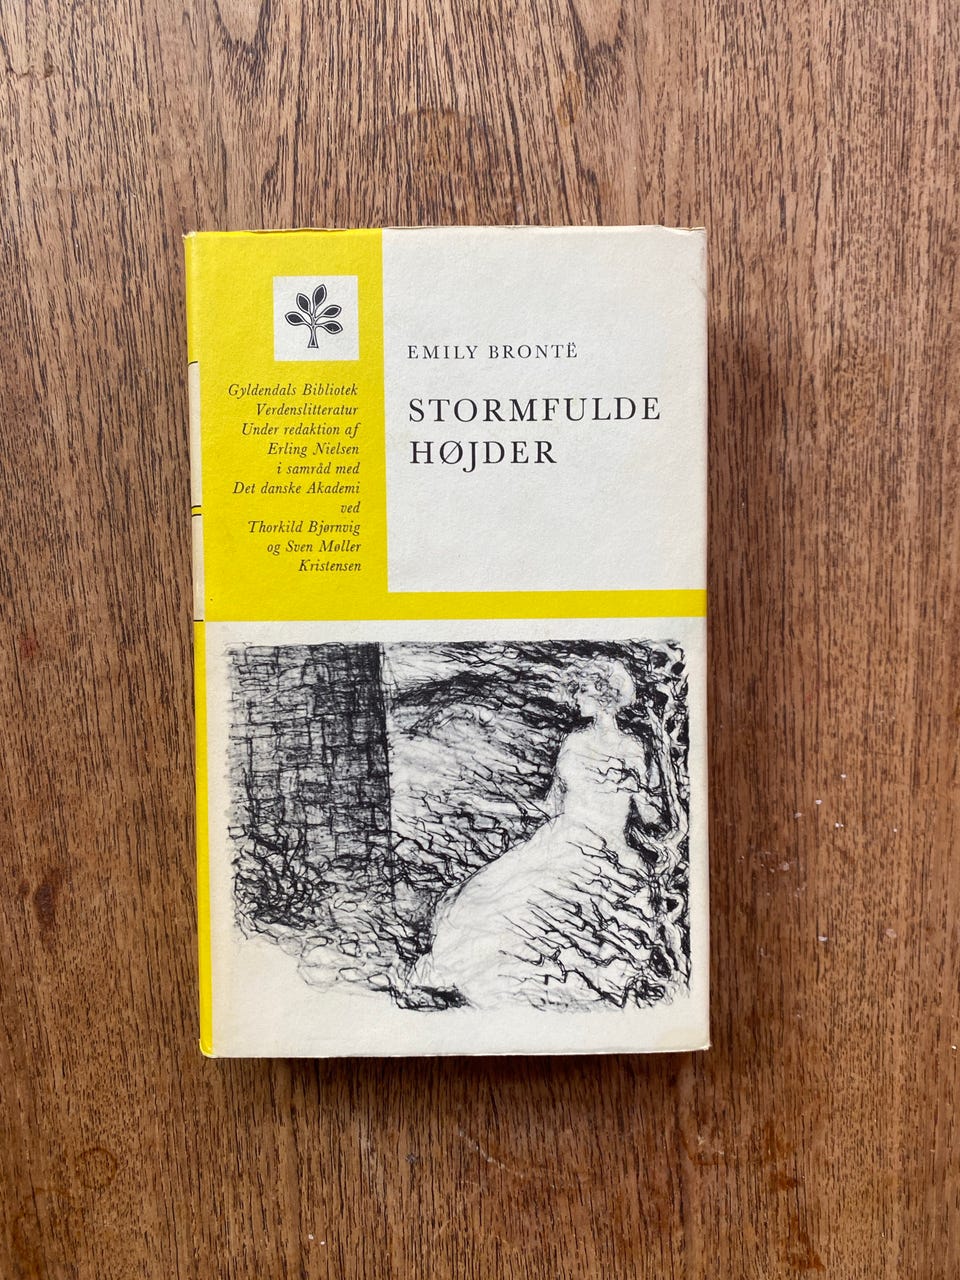 Gyldendals Bibliotek
Verdenslitteratur
Under redaktion af
Erling Nielsen
i samråd med
Det danske Akademi
ved
Thorkild Bjørnvig
og Sven Møller
Kristensen
EMILY BRONTË
STORMFULDE
HØJDER